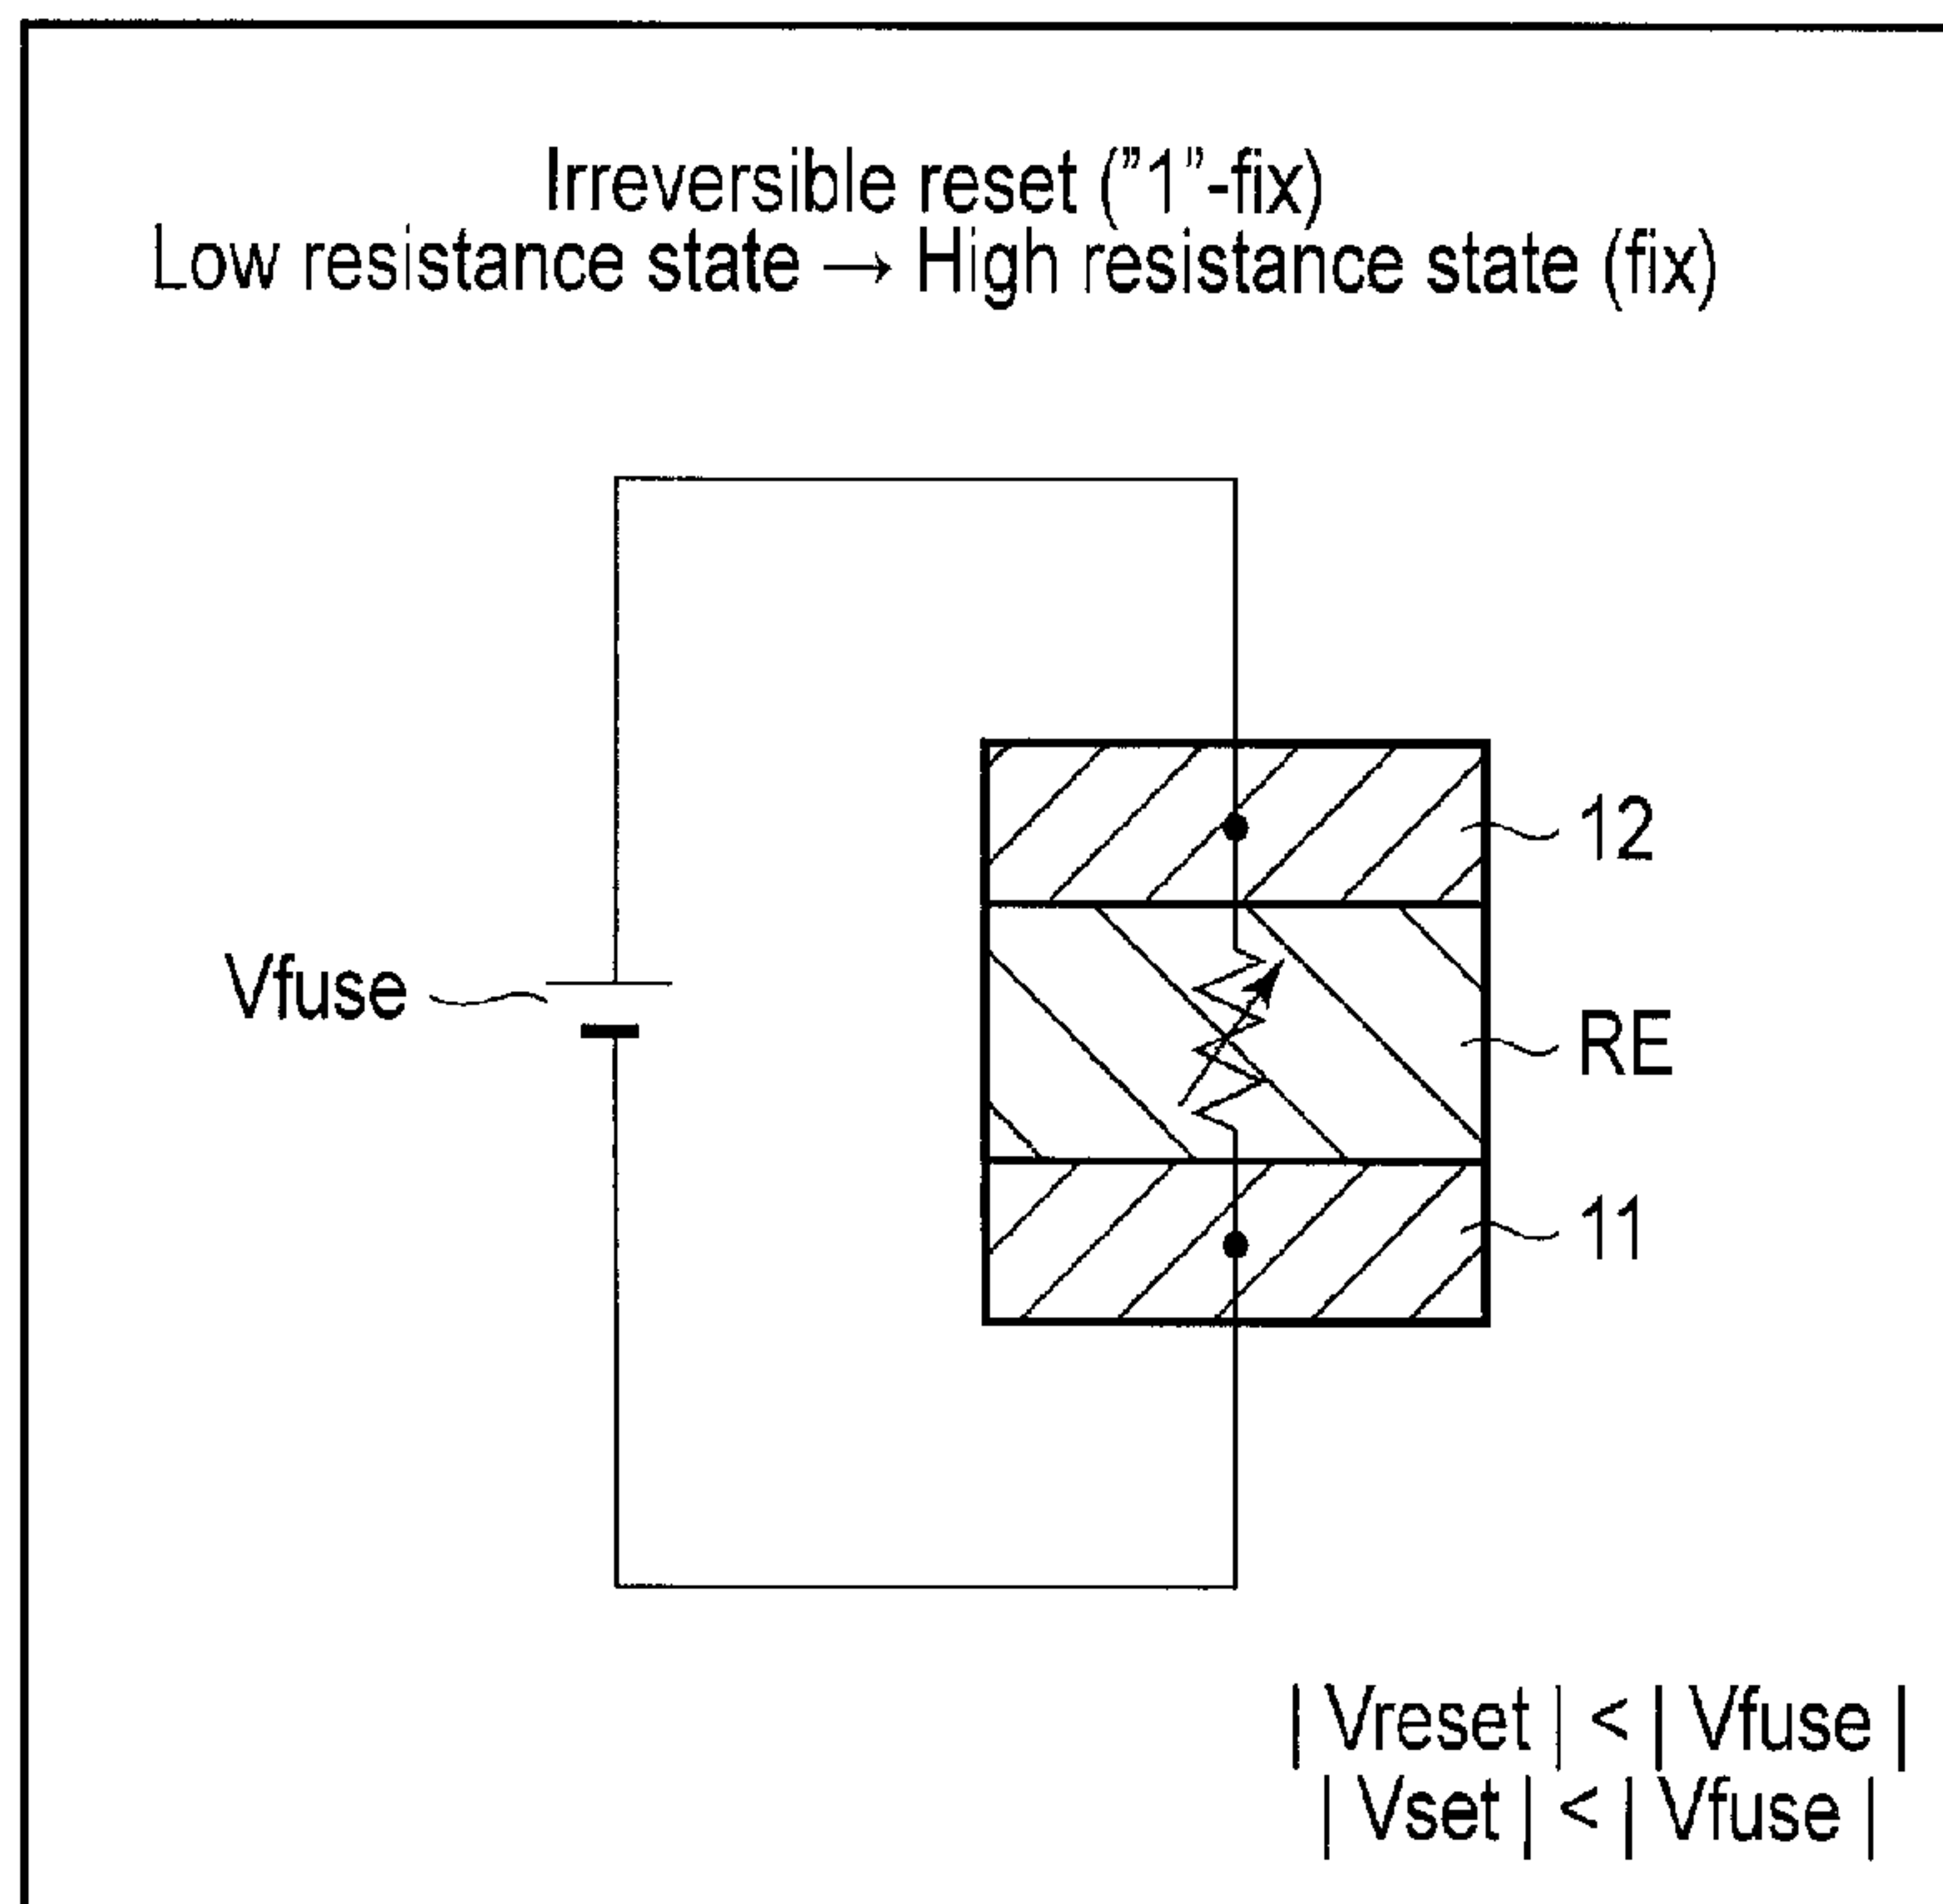 Irreversible reset ("1"-fix)
Low resistance state → High resistance state (fix)
12
Vfuse
RE
11
| Vreset | < | Vfuse |
| Vset | < | Vfuse |